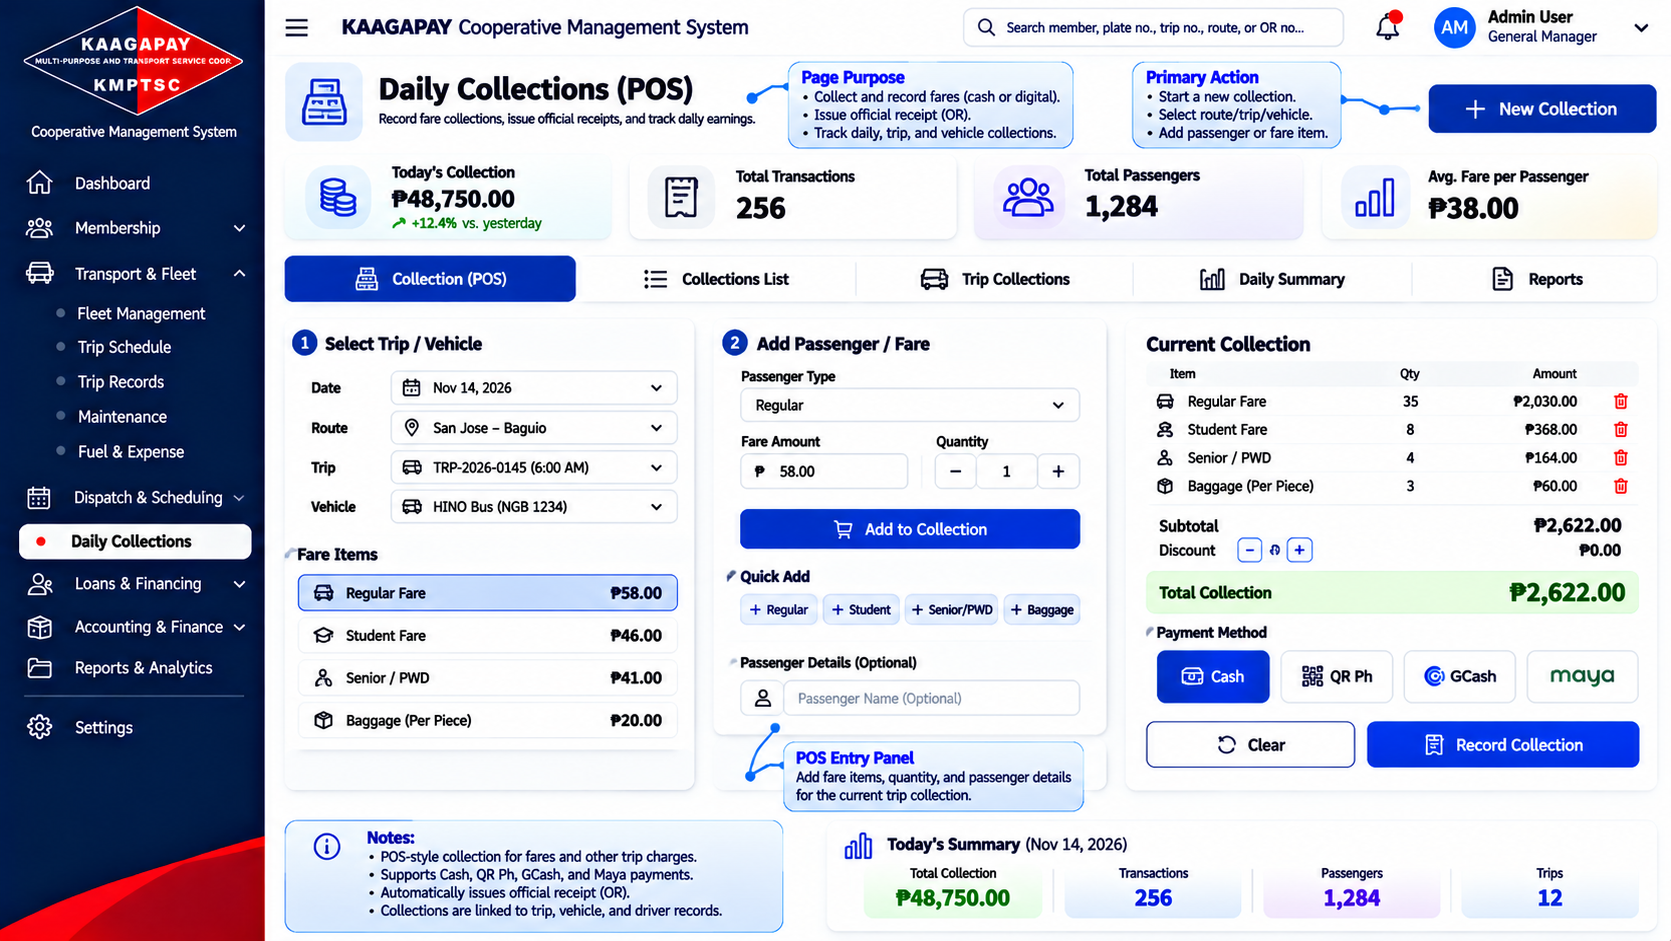 KAAGAPAY
MULTI-PURPOSE AND TRANSPORT SERVICE COOP.
KMPTSC
Cooperative Management System
Dashboard
Membership
Transport & Fleet
Fleet Management
Trip Schedule
Trip Records
Maintenance
Fuel & Expense
Dispatch & Scheduling
Daily Collections
Loans & Financing
Accounting & Finance
Reports & Analytics
Settings
KAAGAPAY Cooperative Management System
Search member, plate no., trip no., route, or OR no...
AM
Admin User
General Manager
Daily Collections (POS)
Record fare collections, issue official receipts, and track daily earnings.
Page Purpose
• Collect and record fares (cash or digital).
• Issue official receipt (OR).
• Track daily, trip, and vehicle collections.
Primary Action
• Start a new collection.
• Select route/trip/vehicle.
• Add passenger or fare item.
+ New Collection
Today's Collection
₱48,750.00
+12.4% vs. yesterday
Total Transactions
256
Total Passengers
1,284
Avg. Fare per Passenger
₱38.00
Collection (POS)
Collections List
Trip Collections
Daily Summary
Reports
1 Select Trip / Vehicle
Date Nov 14, 2026
Route San Jose – Baguio
Trip TRP-2026-0145 (6:00 AM)
Vehicle HINO Bus (NGB 1234)
Fare Items
Regular Fare ₱58.00
Student Fare ₱46.00
Senior / PWD ₱41.00
Baggage (Per Piece) ₱20.00
2 Add Passenger / Fare
Passenger Type
Regular
Fare Amount Quantity
₱ 58.00 − 1 +
Add to Collection
Quick Add
+ Regular + Student + Senior/PWD + Baggage
Passenger Details (Optional)
Passenger Name (Optional)
POS Entry Panel
Add fare items, quantity, and passenger details
for the current trip collection.
Current Collection
Item Qty Amount
Regular Fare 35 ₱2,030.00
Student Fare 8 ₱368.00
Senior / PWD 4 ₱164.00
Baggage (Per Piece) 3 ₱60.00
Subtotal ₱2,622.00
Discount − + ₱0.00
Total Collection ₱2,622.00
Payment Method
Cash QR Ph GCash maya
Clear Record Collection
Notes:
• POS-style collection for fares and other trip charges.
• Supports Cash, QR Ph, GCash, and Maya payments.
• Automatically issues official receipt (OR).
• Collections are linked to trip, vehicle, and driver records.
Today's Summary (Nov 14, 2026)
Total Collection Transactions Passengers Trips
₱48,750.00 256 1,284 12